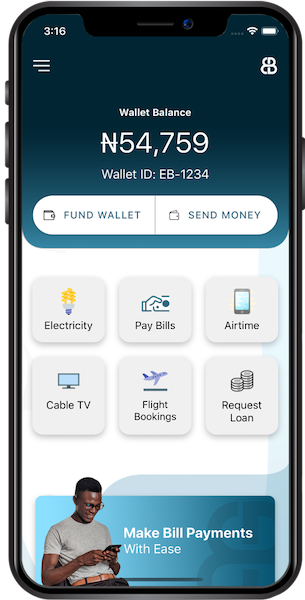 3:16
Wallet Balance
₦54,759
Wallet ID: EB-1234
FUND WALLET SEND MONEY
Electricity Pay Bills Airtime
Cable TV Flight Bookings Request Loan
Make Bill Payments
With Ease